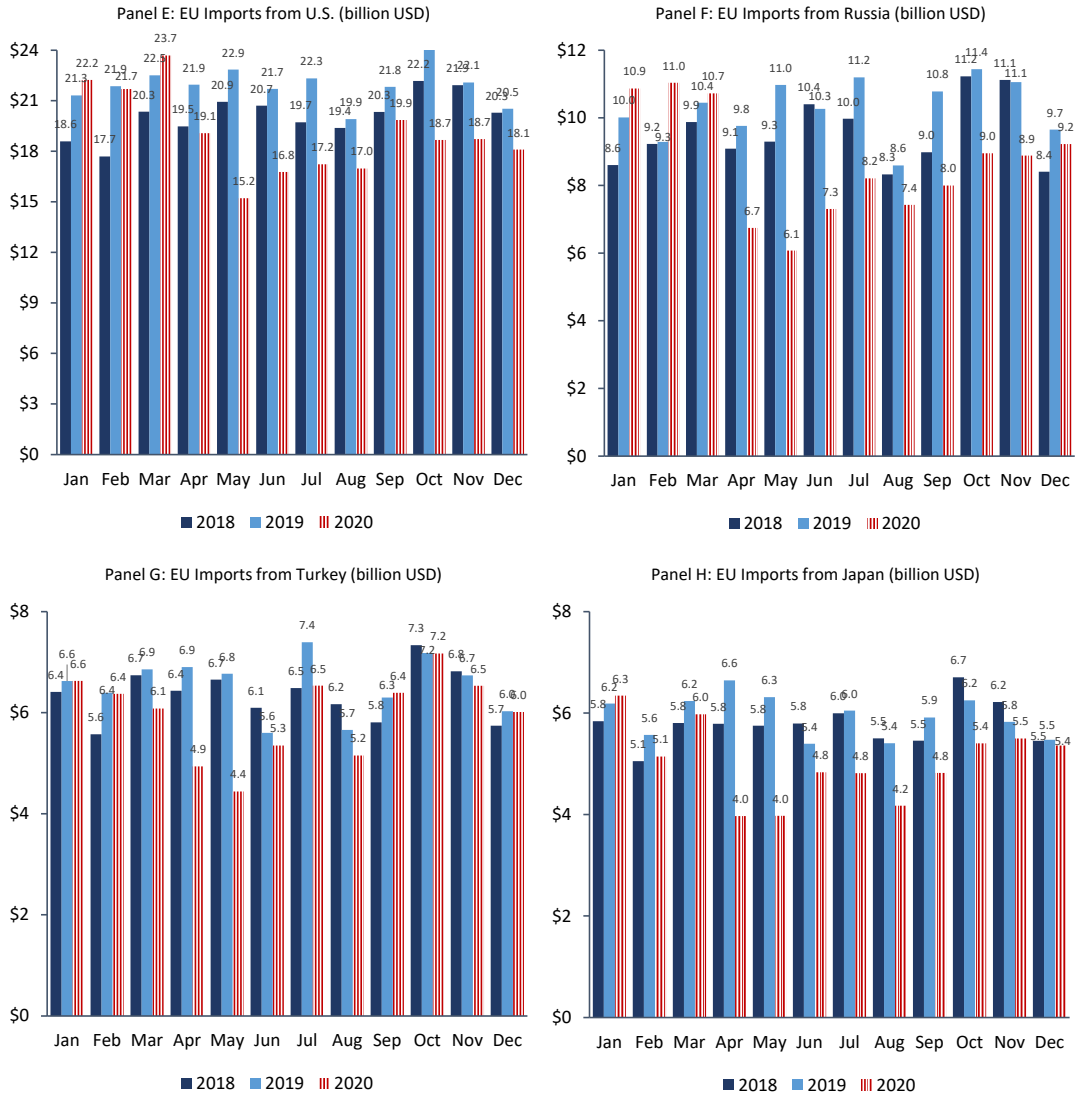 Panel E: EU Imports from U.S. (billion USD)
$24
$21
$18
$15
$12
$9
$6
$3
$0
18.6 21.3 22.2 17.7 21.9 21.7 20.3 22.5 23.7 19.5 21.9 19.1 20.9 22.9 15.2 20.7 21.7 16.8 19.7 22.3 17.2 19.4 19.9 17.0 20.3 21.8 19.9 22.2 18.7 21.9 22.1 18.7 20.3 20.5 18.1
Jan Feb Mar Apr May Jun Jul Aug Sep Oct Nov Dec
2018 2019 2020
Panel F: EU Imports from Russia (billion USD)
$12
$10
$8
$6
$4
$2
$0
8.6 10.0 10.9 9.2 9.3 11.0 9.9 10.4 10.7 9.1 9.8 6.7 9.3 11.0 6.1 10.4 10.3 7.3 10.0 11.2 8.2 8.3 8.6 7.4 9.0 10.8 8.0 11.2 11.4 9.0 11.1 11.1 8.9 8.4 9.7 9.2
Jan Feb Mar Apr May Jun Jul Aug Sep Oct Nov Dec
2018 2019 2020
Panel G: EU Imports from Turkey (billion USD)
$8
$6
$4
$2
$0
6.4 6.6 6.6 5.6 6.4 6.4 6.7 6.9 6.1 6.4 6.9 4.9 6.7 6.8 4.4 6.1 5.6 5.3 6.5 7.4 6.5 6.2 5.7 5.2 5.8 6.3 6.4 7.3 7.2 7.2 6.8 6.7 6.5 5.7 6.0 6.0
Jan Feb Mar Apr May Jun Jul Aug Sep Oct Nov Dec
2018 2019 2020
Panel H: EU Imports from Japan (billion USD)
$8
$6
$4
$2
$0
5.8 6.2 6.3 5.1 5.6 5.1 5.8 6.2 6.0 5.8 6.6 4.0 5.8 6.3 4.0 5.8 5.4 4.8 6.0 6.0 4.8 5.5 5.4 4.2 5.5 5.9 4.8 6.7 6.2 5.4 6.2 5.8 5.5 5.5 5.5 5.4
Jan Feb Mar Apr May Jun Jul Aug Sep Oct Nov Dec
2018 2019 2020